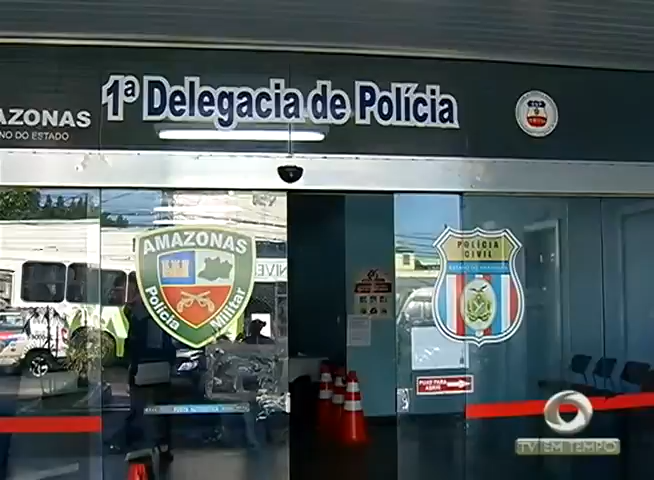 1ª Delegacia de Polícia
AZONAS
NO DO ESTADO
AMAZONAS
Polícia Militar
POLÍCIA
CIVIL
ESTADO DO AMAZONAS
PUXE PARA
ABRIR
TV EM TEMPO